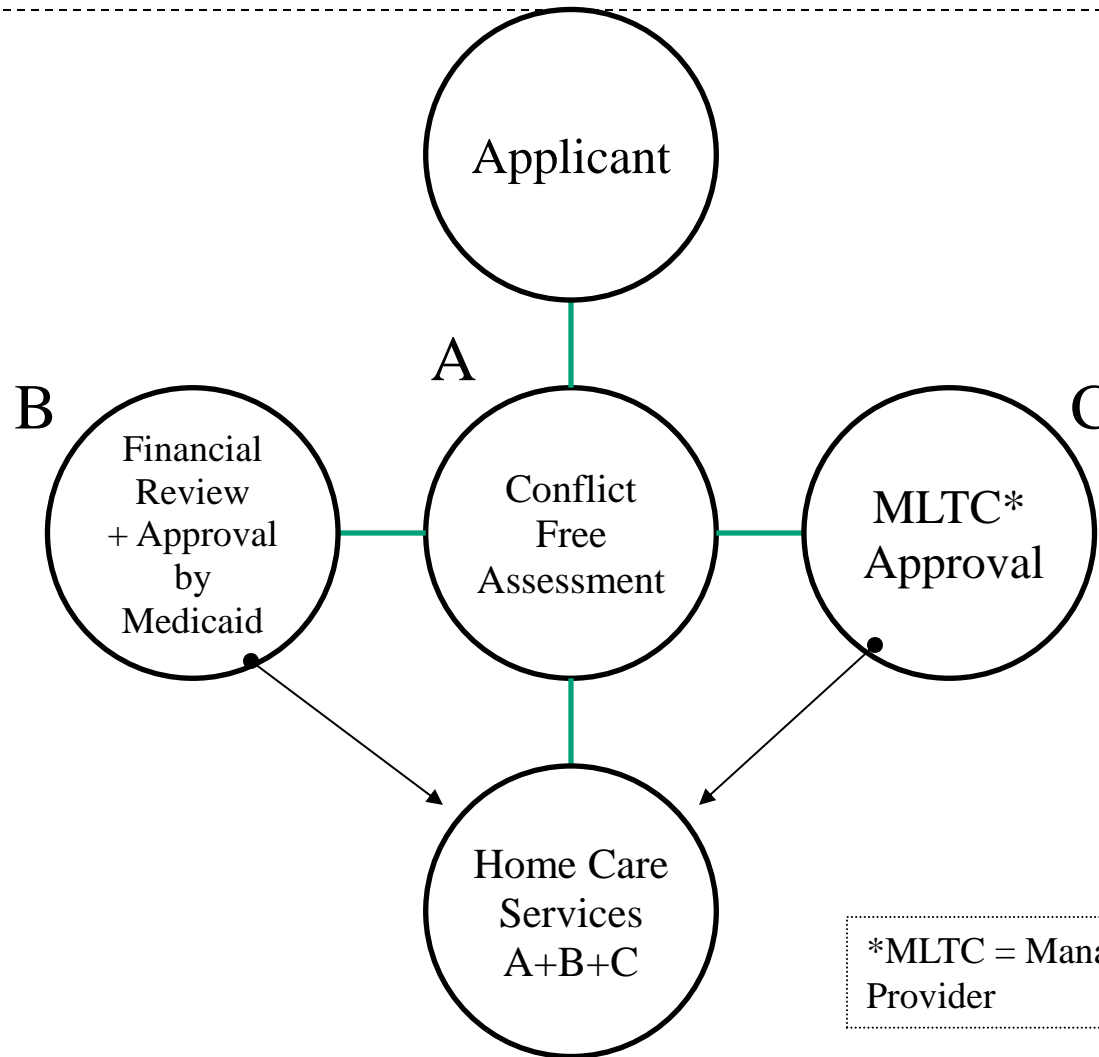 Applicant
A
B
C
Financial
Review
+ Approval
by
Medicaid
Conflict
Free
Assessment
MLTC*
Approval
Home Care
Services
A+B+C
*MLTC =
Provider